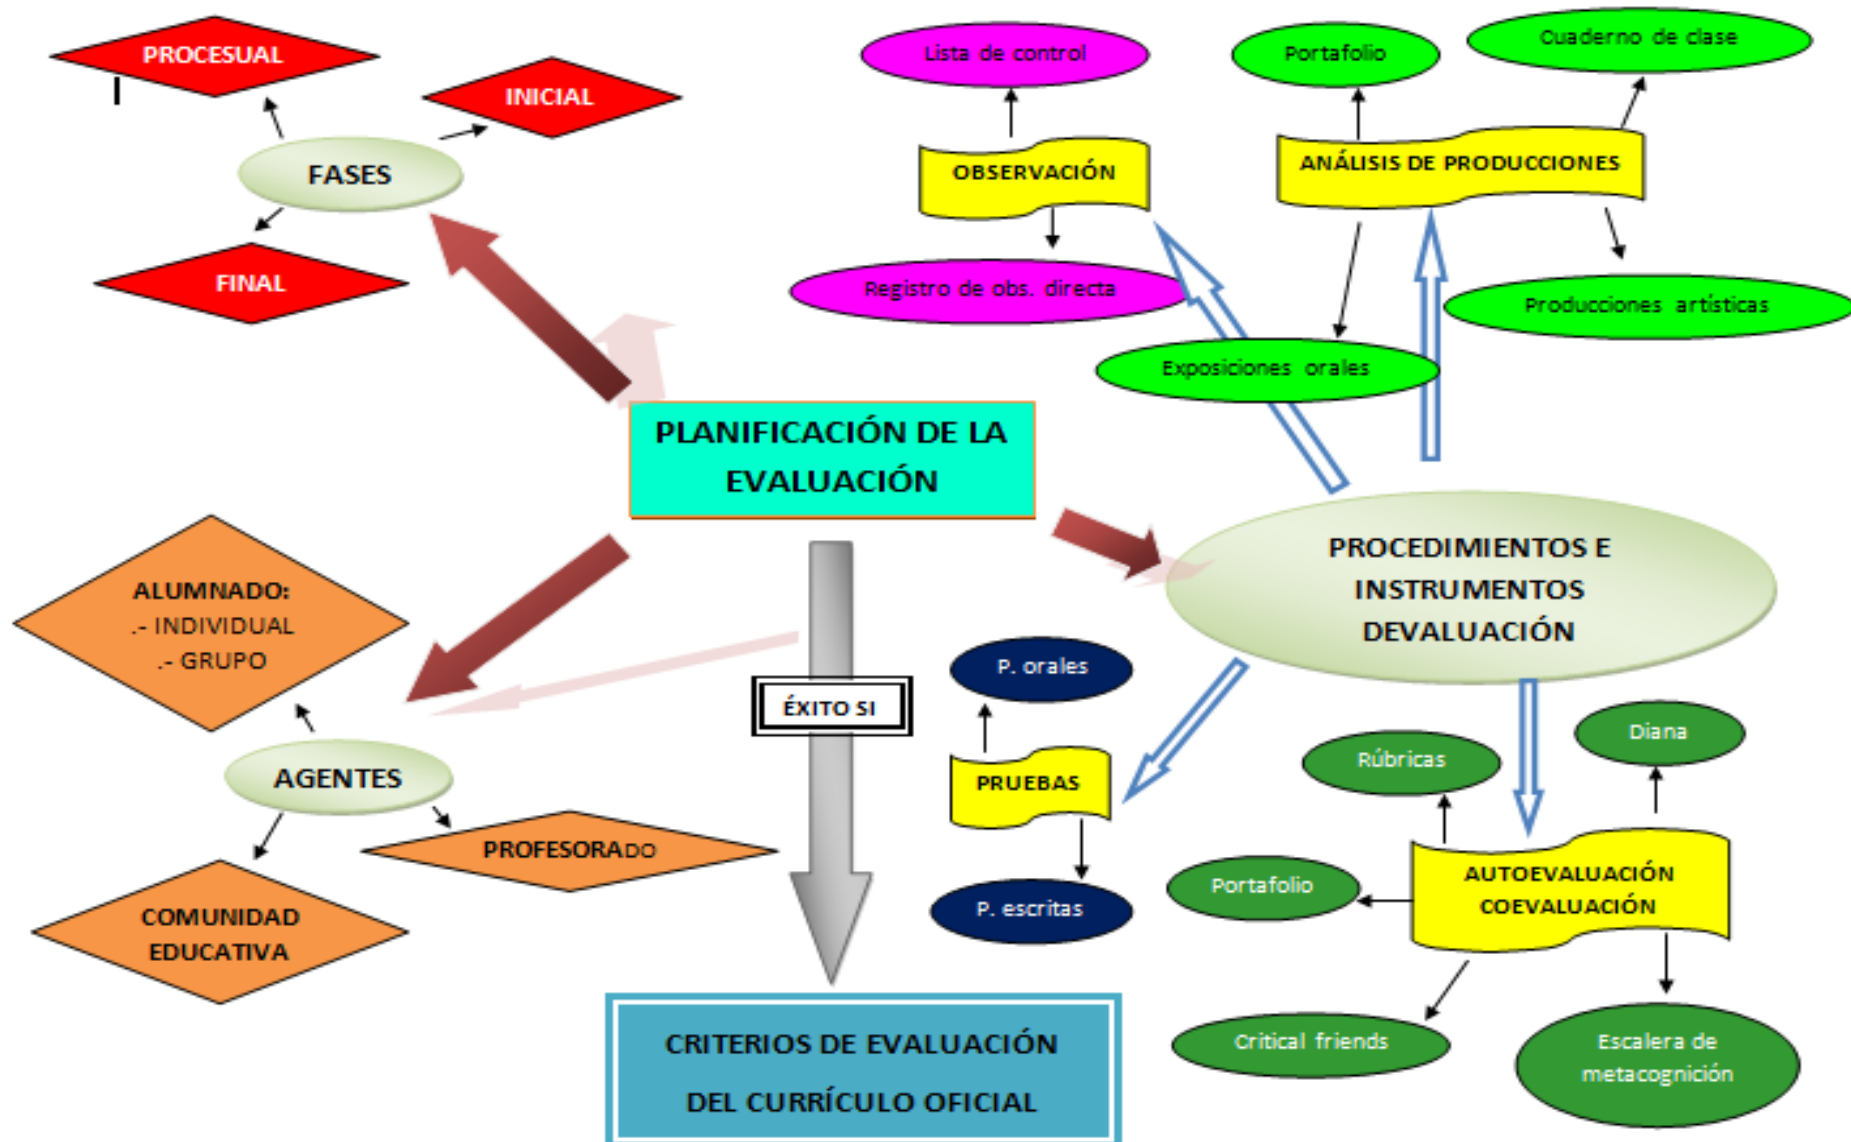 PROCESUAL
INICIAL
FASES
FINAL
Lista de control
Portafolio
Cuaderno de clase
OBSERVACIÓN
ANÁLISIS DE PRODUCCIONES
Registro de obs. directa
Producciones artísticas
Exposiciones orales
PLANIFICACIÓN DE LA
EVALUACIÓN
PROCEDIMIENTOS E
INSTRUMENTOS
DEVALUACIÓN
ALUMNADO:
.- INDIVIDUAL
.- GRUPO
AGENTES
PROFESORADO
COMUNIDAD
EDUCATIVA
ÉXITO SI
P. orales
PRUEBAS
P. escritas
Rúbricas
Diana
Portafolio
AUTOEVALUACIÓN
COEVALUACIÓN
Critical friends
Escalera de
metacognición
CRITERIOS DE EVALUACIÓN
DEL CURRÍCULO OFICIAL